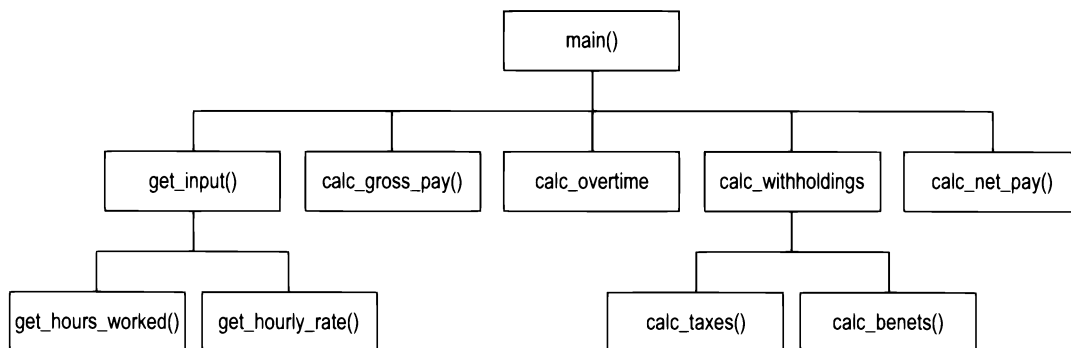 main()
get_input()
calc_gross_pay()
calc_overtime
calc_withholdings
calc_net_pay()
get_hours_worked()
get_hourly_rate()
calc_taxes()
calc_benets()